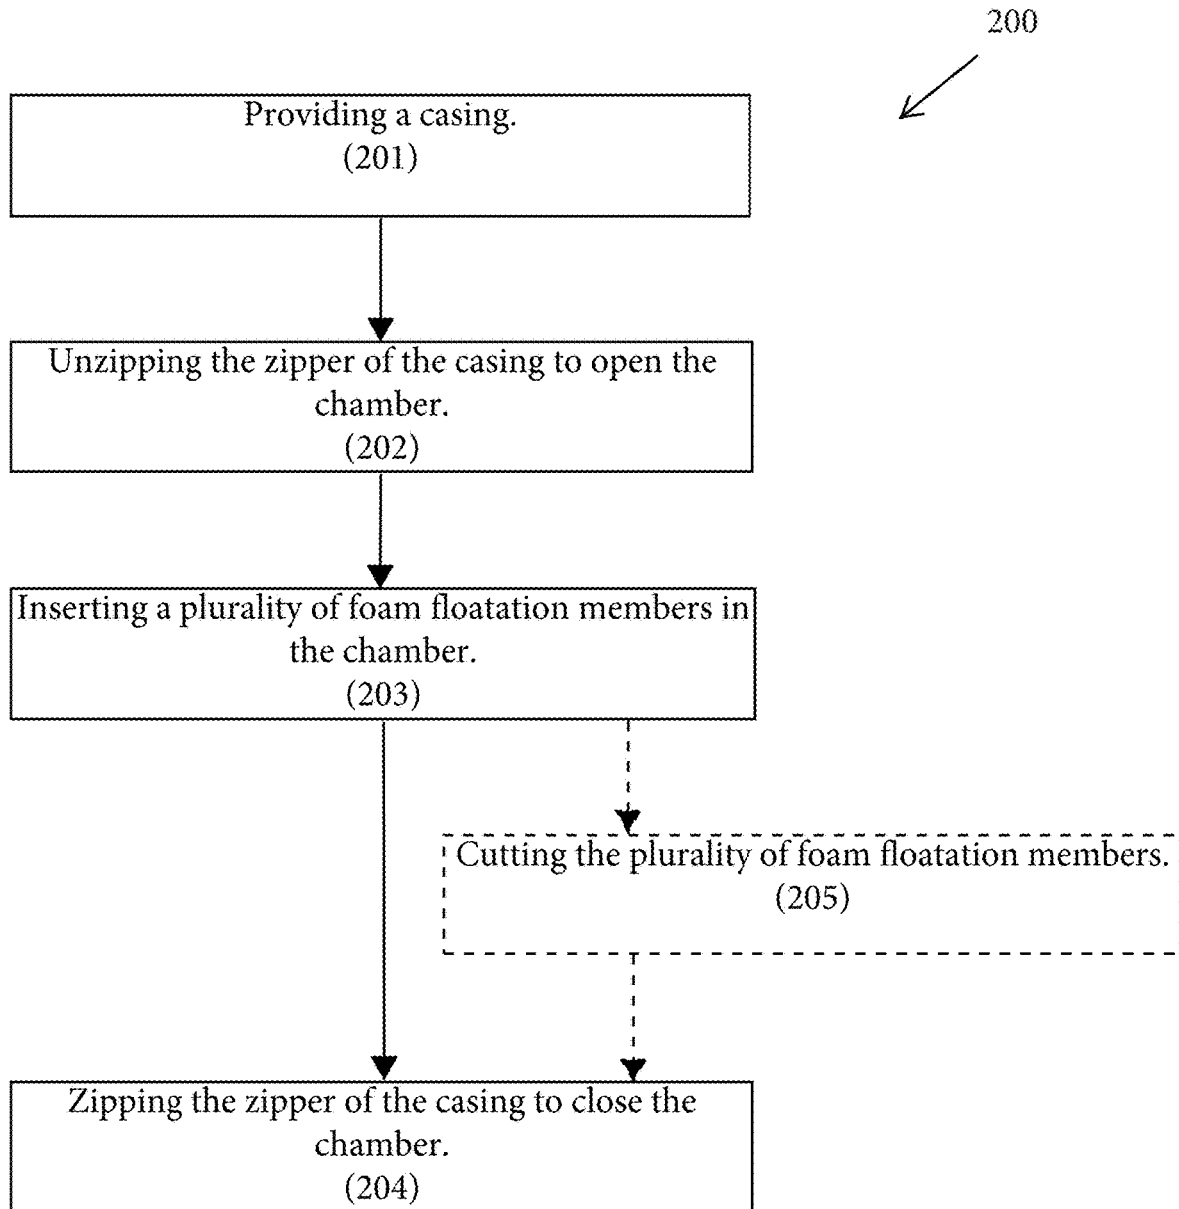 200
Providing a casing.
(201)
Unzipping the zipper of the casing to open the
chamber.
(202)
Inserting a plurality of foam floatation members in
the chamber.
(203)
Cutting the plurality of foam floatation members.
(205)
Zipping the zipper of the casing to close the
chamber.
(204)